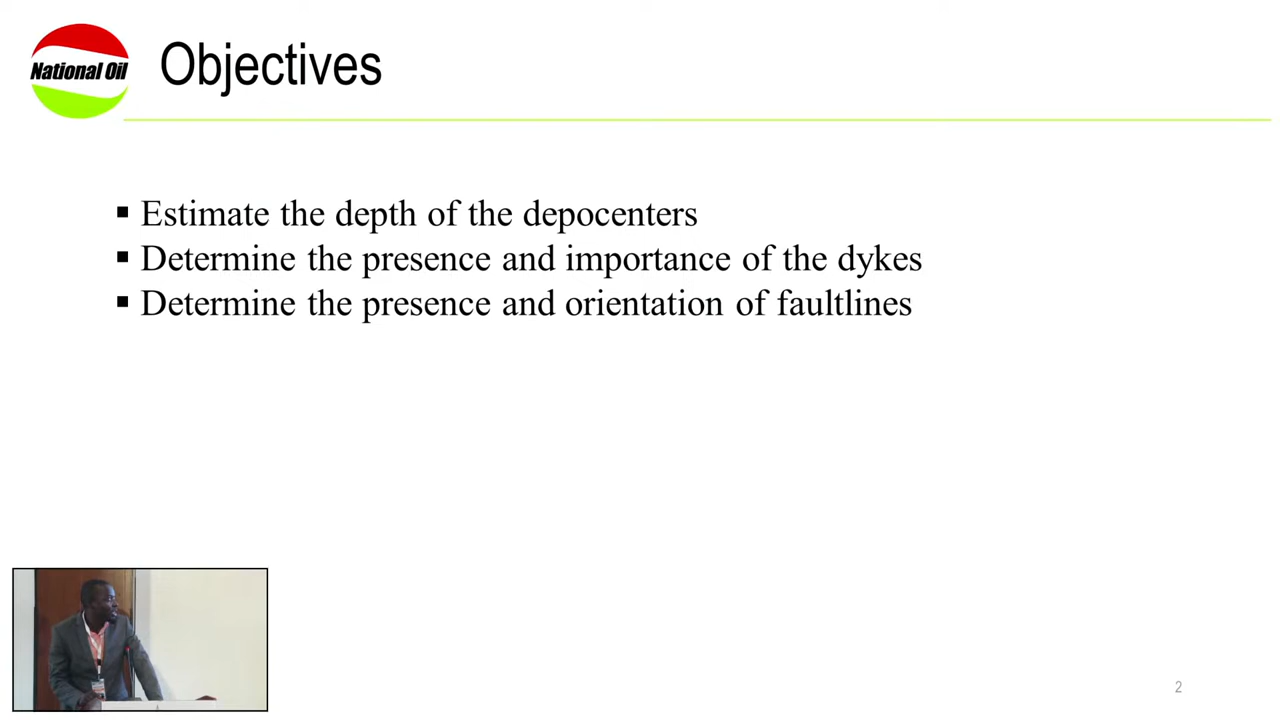 National Oil
Objectives
▪ Estimate the depth of the depocenters
▪ Determine the presence and importance of the dykes
▪ Determine the presence and orientation of faultlines
2